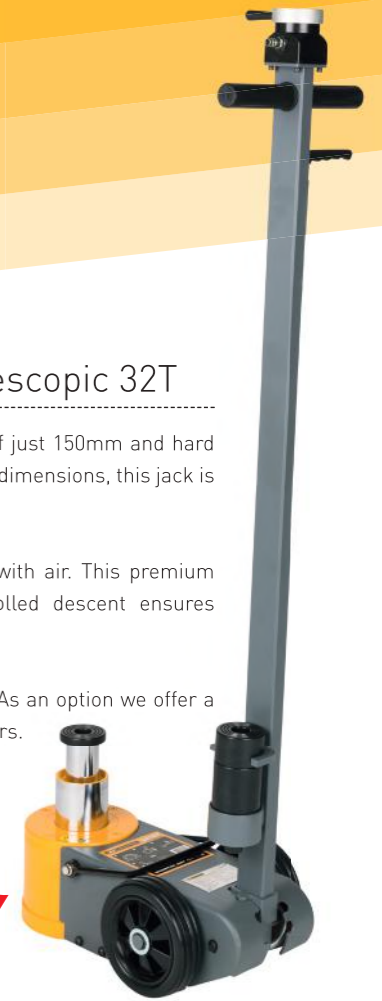 escopic 32T
f just 150mm and hard
dimensions, this jack is
with air. This premium
olled descent ensures
As an option we offer a
rs.